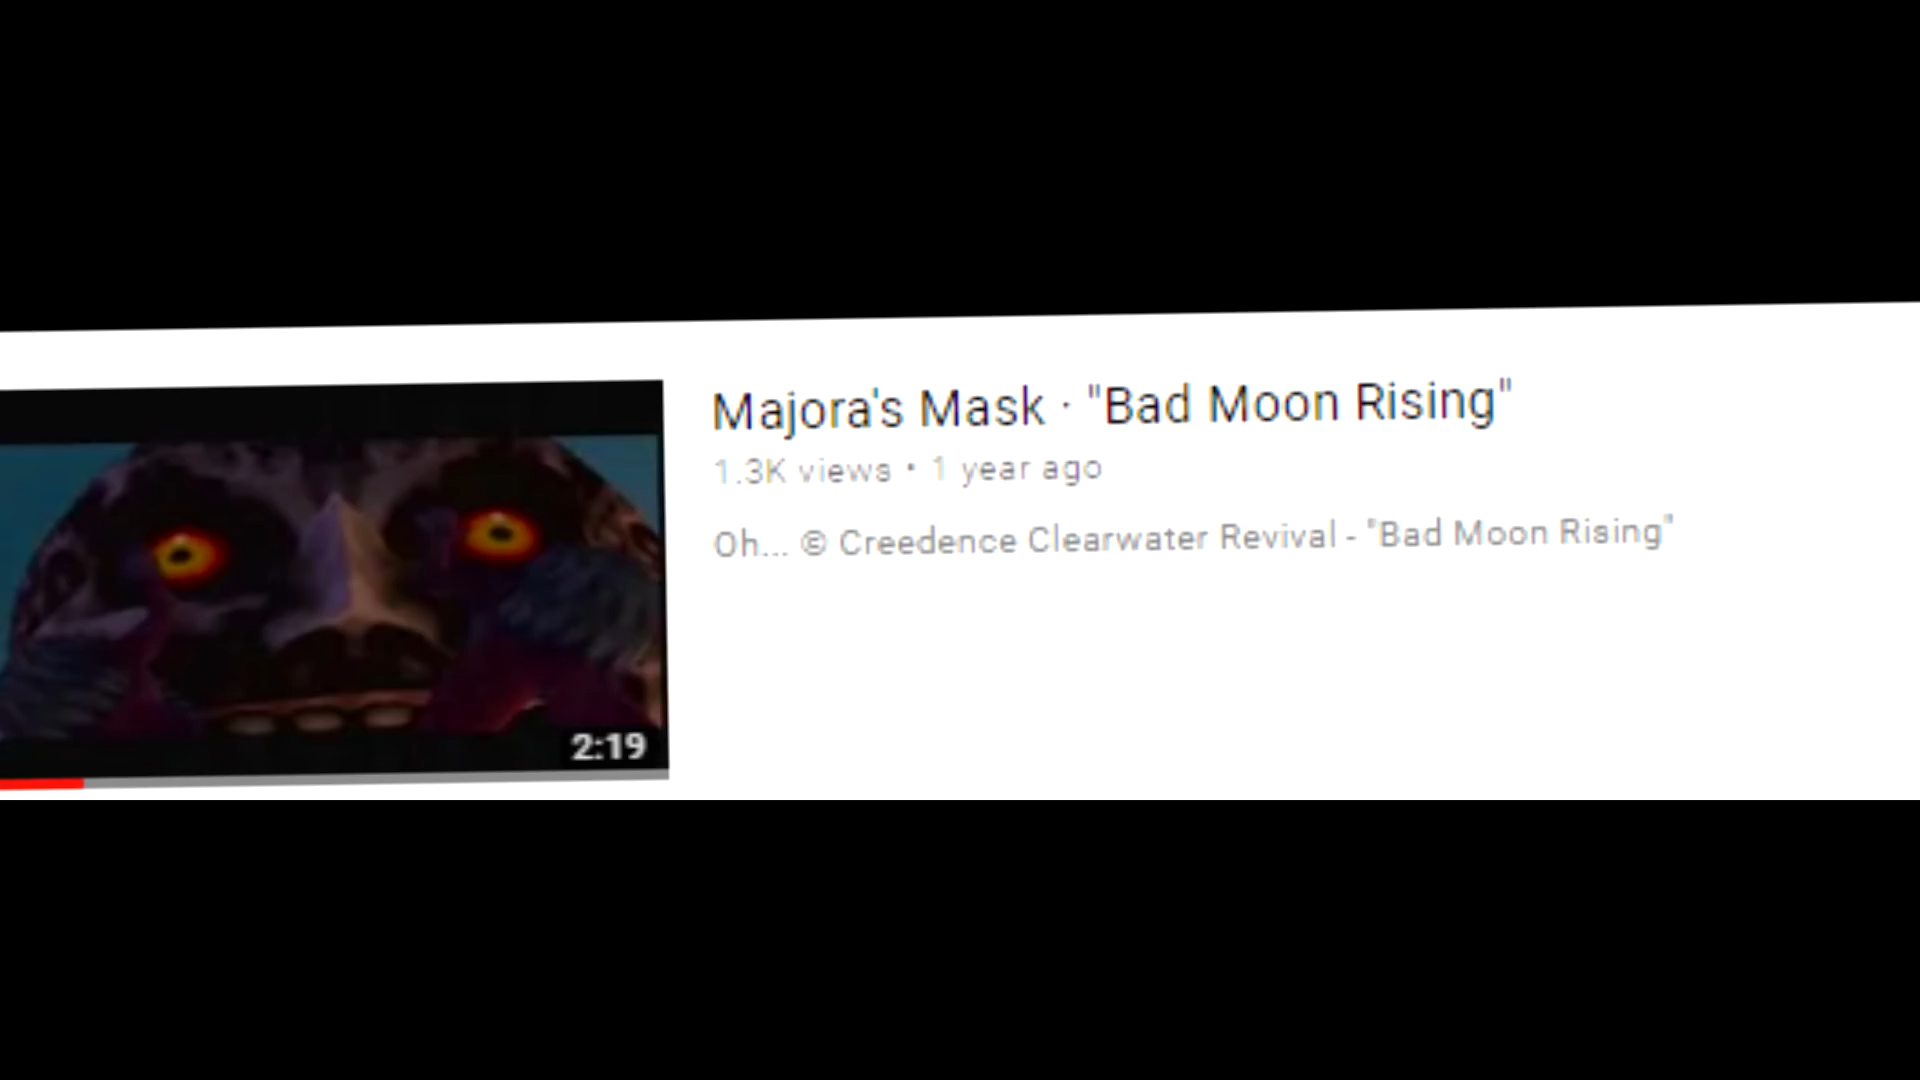 Majora's Mask · "Bad Moon Rising"
1.3K views • 1 year ago
Oh... © Creedence Clearwater Revival - "Bad Moon Rising"
2:19